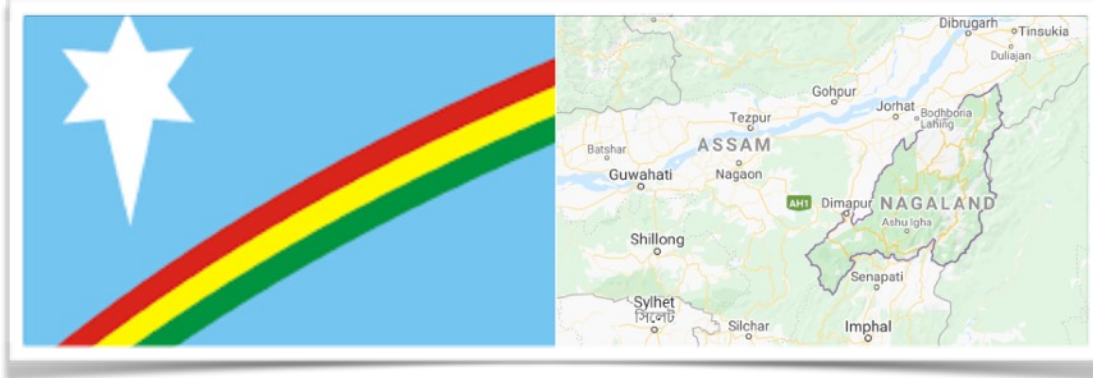 Dibrugarh
Tinsukia
Duliajan
Gohpur
Jorhat
Bodhboria
Lahing
Tezpur
ASSAM
Batshar
Nagaon
Guwahati
AH1
Dimapur
NAGALAND
Ashu Igha
Shillong
Senapati
Sylhet
সিলেট
Silchar
Imphal